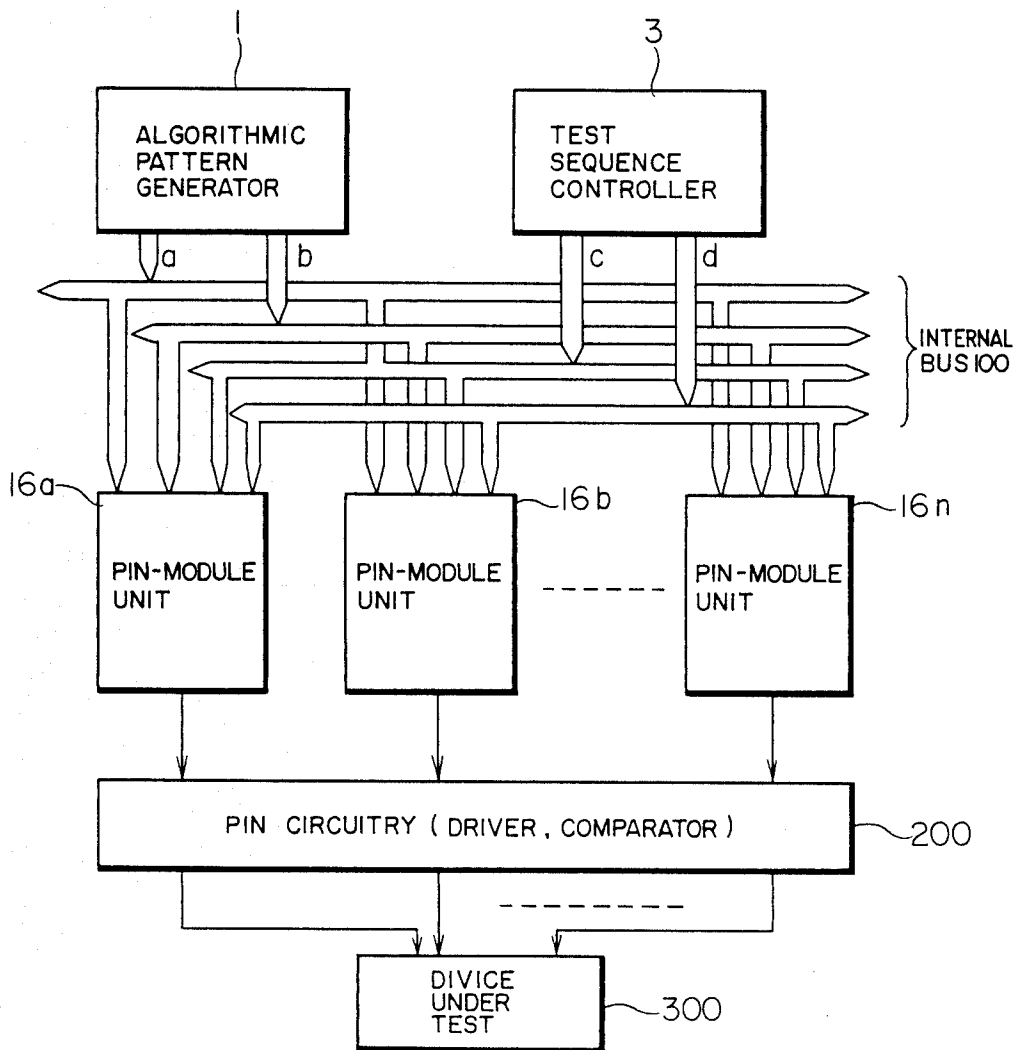 1
3
ALGORITHMIC
PATTERN
GENERATOR
TEST
SEQUENCE
CONTROLLER
a
b
c
d
INTERNAL
BUS 100
16a
16b
16n
PIN-MODULE
UNIT
PIN-MODULE
UNIT
PIN-MODULE
UNIT
PIN CIRCUITRY ( DRIVER, COMPARATOR )
200
DIVICE
UNDER
TEST
300